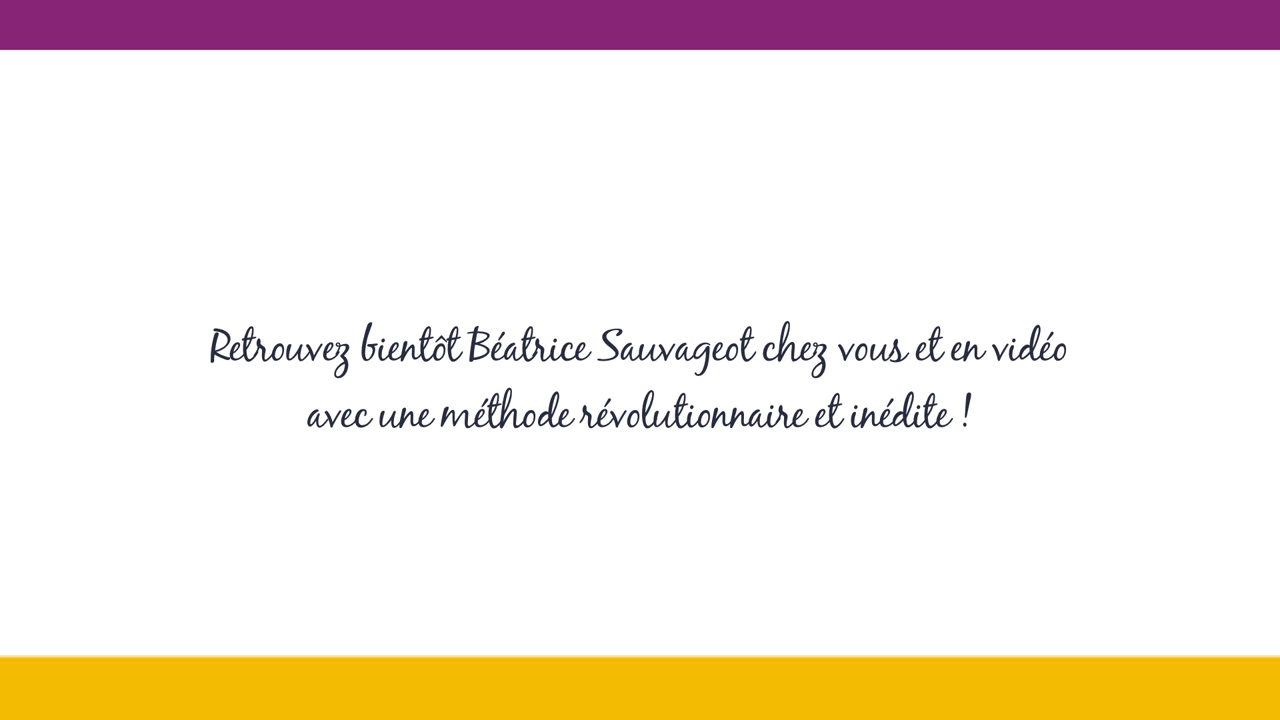 Retrouvez bientôt Béatrice Sauvageot chez vous et en vidéo
avec une méthode révolutionnaire et inédite !